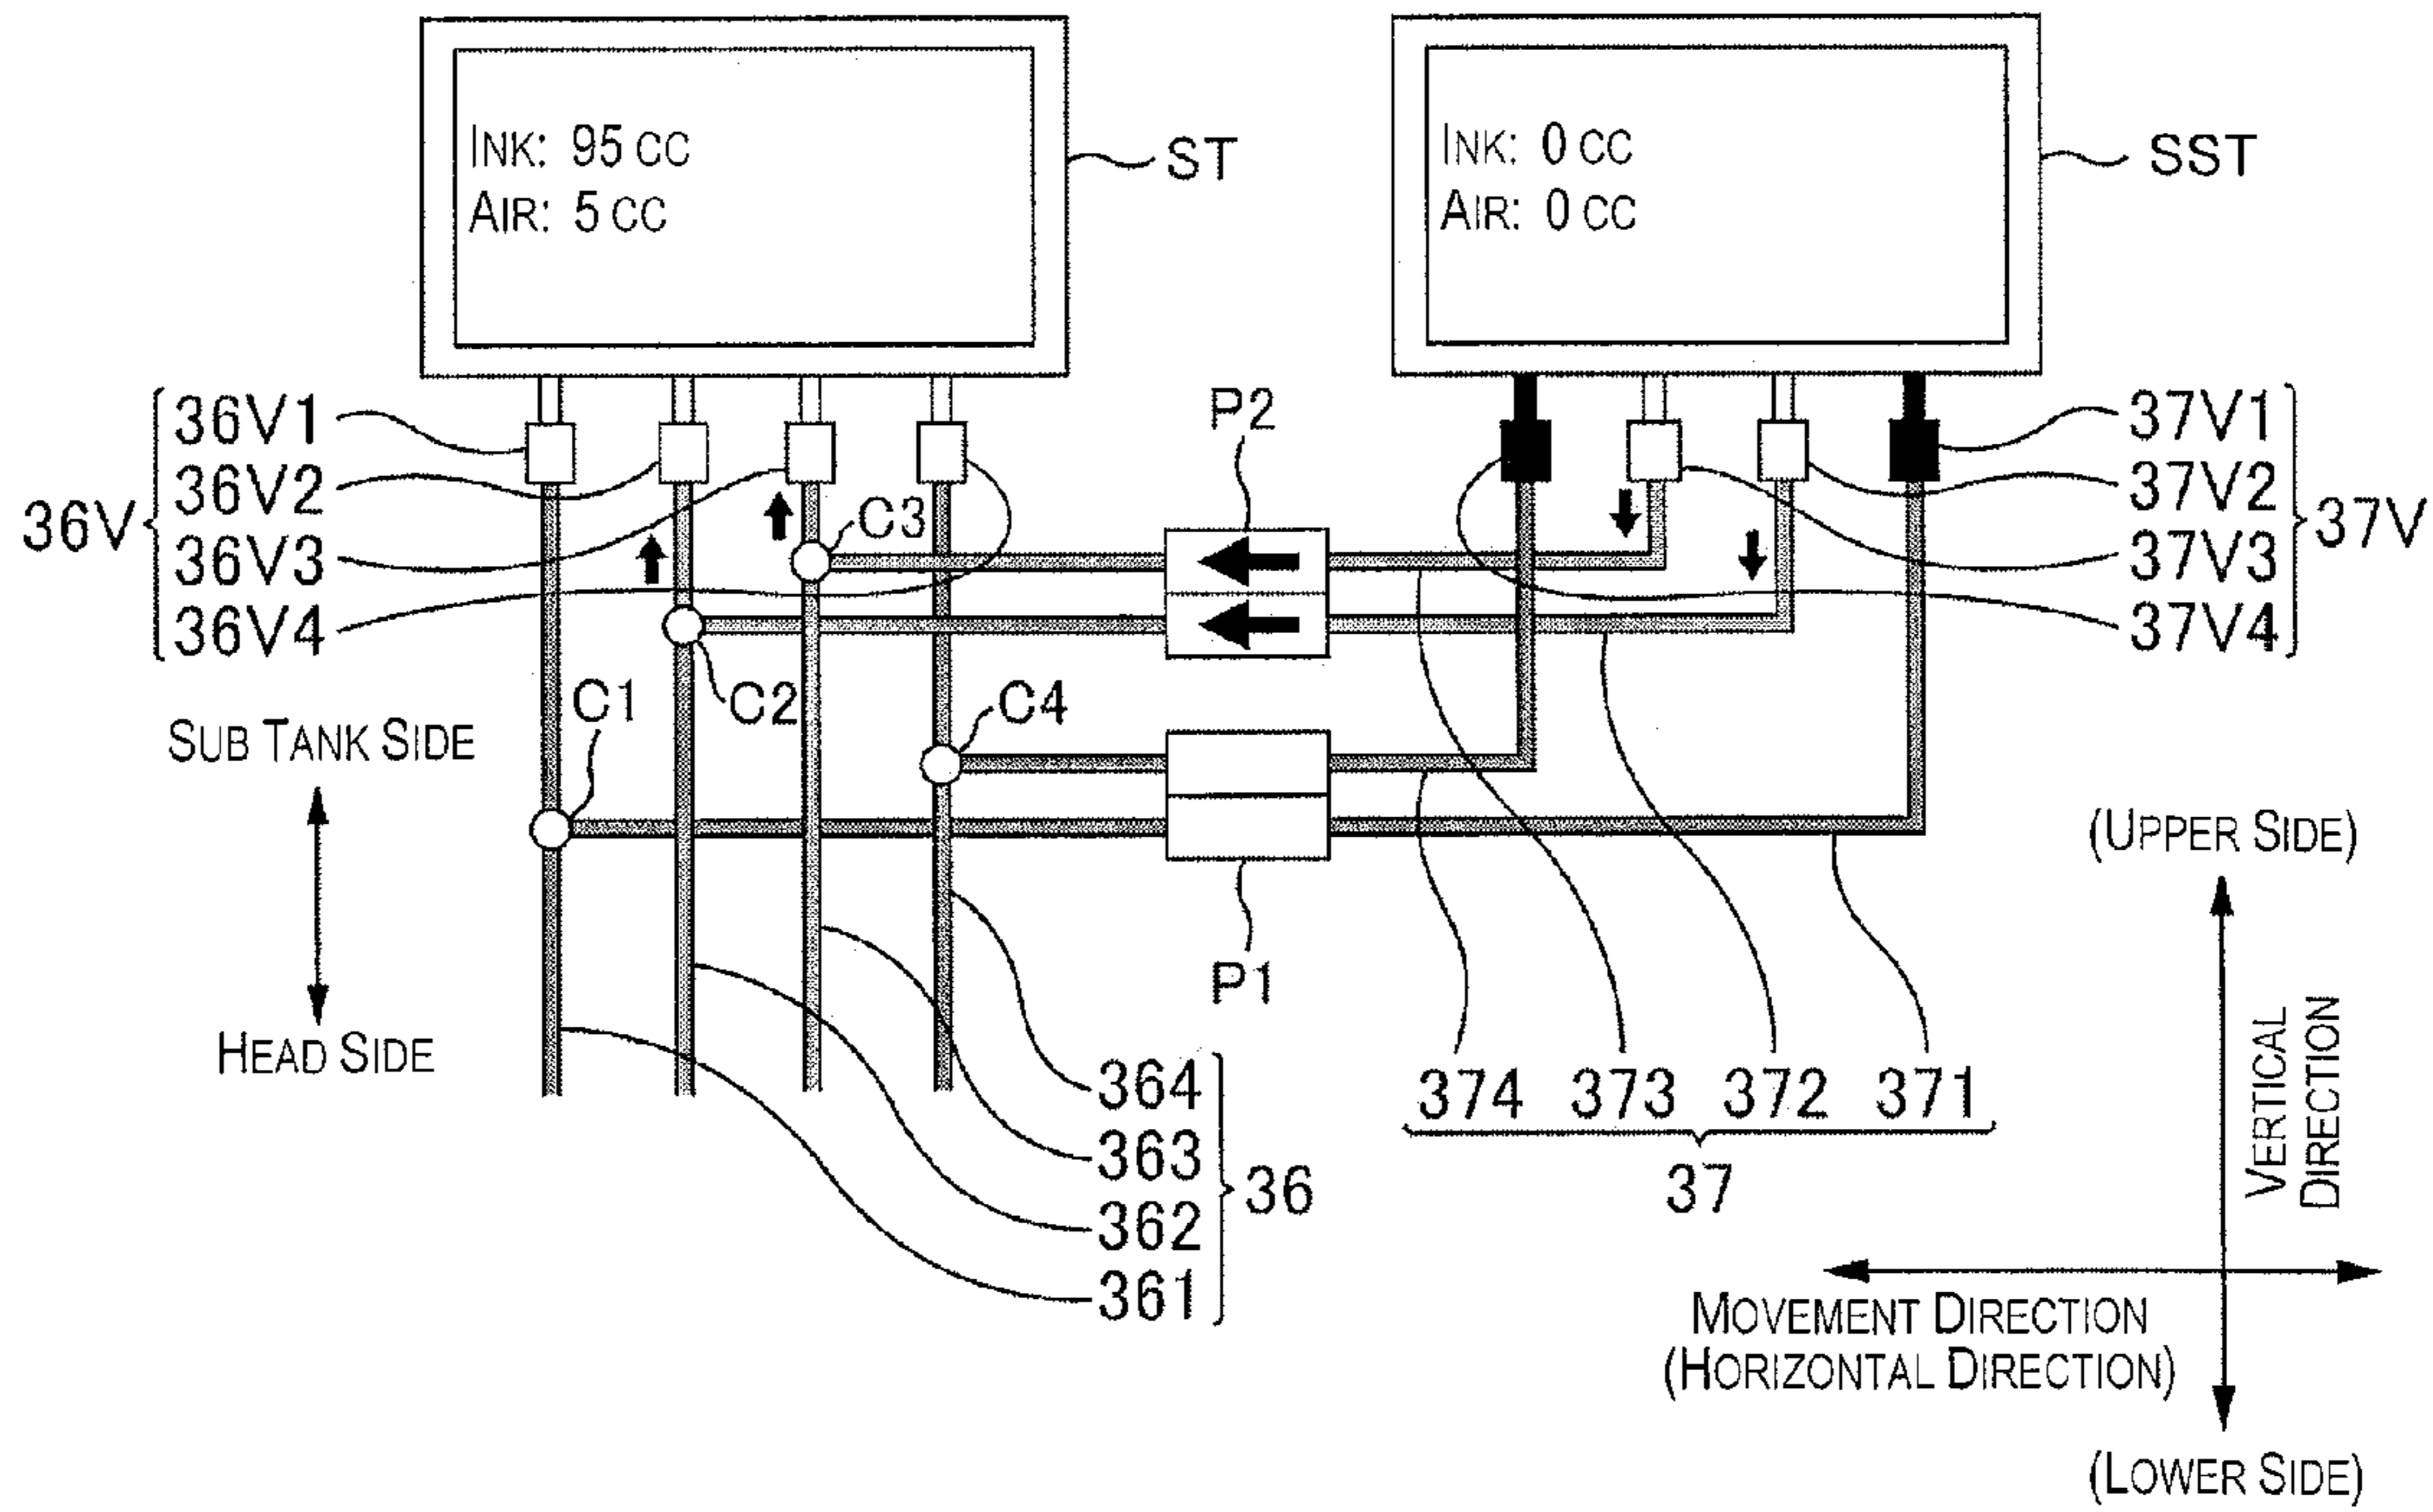 INK: 95 CC
AIR: 5 CC
ST
INK: 0 CC
AIR: 0 CC
SST
36V
36V1
36V2
36V3
36V4
P2
37V1
37V2
37V3
37V4
37V
C3
C2
C1
C4
SUB TANK SIDE
HEAD SIDE
P1
(UPPER SIDE)
364
363
362
361
36
374 373 372 371
37
VERTICAL
DIRECTION
MOVEMENT DIRECTION
(HORIZONTAL DIRECTION)
(LOWER SIDE)